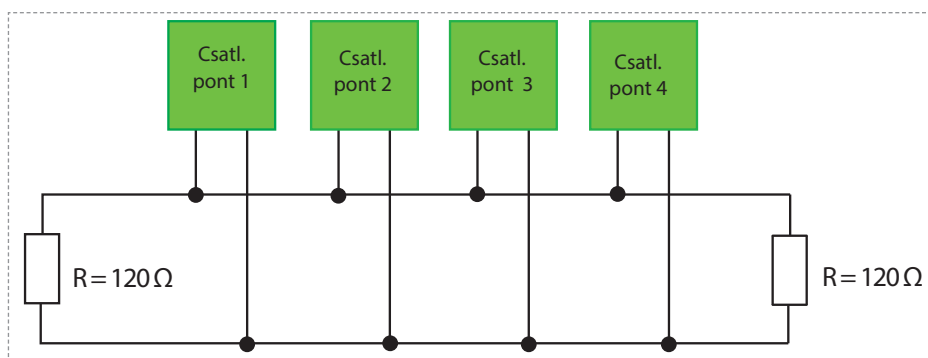 Csatl.
pont 1
Csatl.
pont 2
Csatl.
pont  3
Csatl.
pont 4
R = 120 Ω
R = 120 Ω